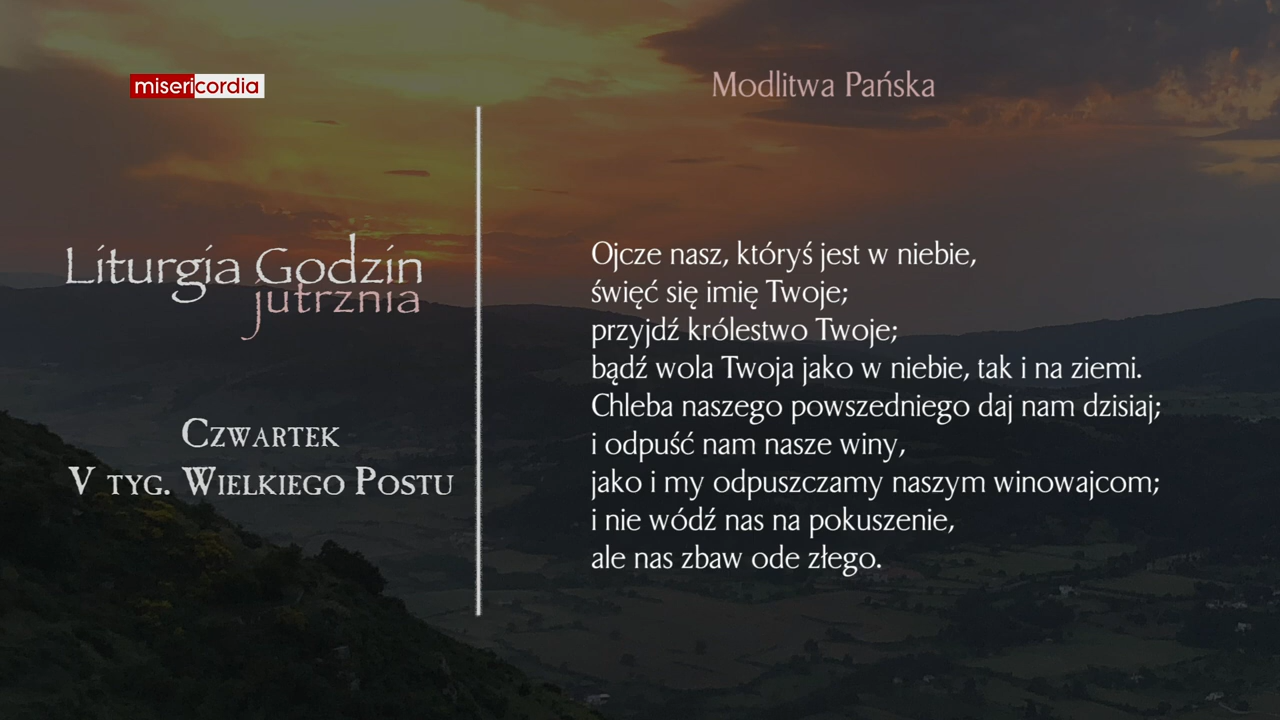 misericordia
Liturgia Godzin
jutrznia
Czwartek
V tyg. Wielkiego Postu
Modlitwa Pańska
Ojcze nasz, któryś jest w niebie,
święć się imię Twoje;
przyjdź królestwo Twoje;
bądź wola Twoja jako w niebie, tak i na ziemi.
Chleba naszego powszedniego daj nam dzisiaj;
i odpuść nam nasze winy,
jako i my odpuszczamy naszym winowajcom;
i nie wódź nas na pokuszenie,
ale nas zbaw ode złego.